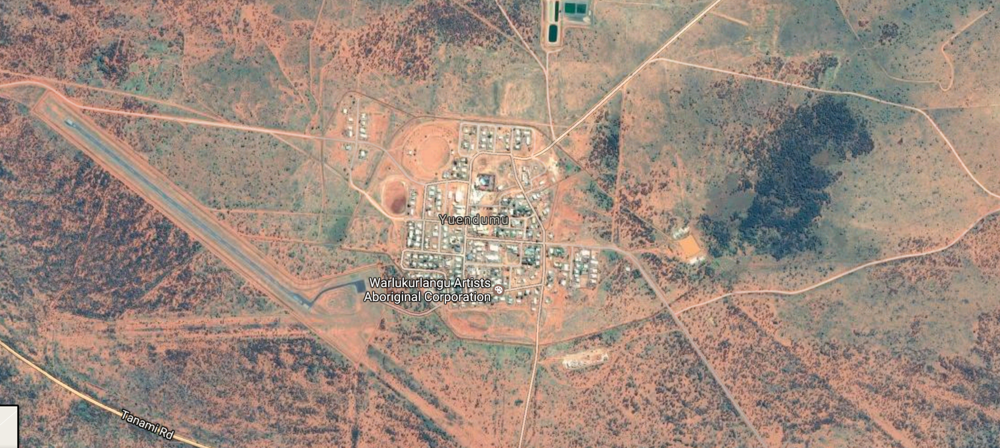 Yuendumu
Warlukurlangu Artists
Aboriginal Corporation
Tanami Rd